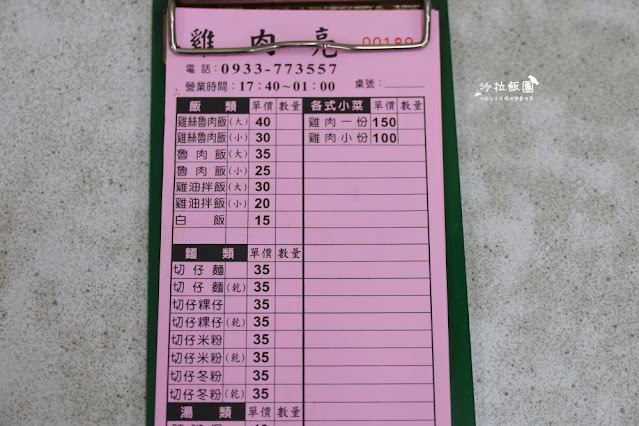 雞肉亮
00189
電話:0933-773557
營業時間:17:40~01:00 桌號:
飯類 單價 數量 各式小菜 單價 數量
雞絲魯肉飯(大) 40 雞肉一份 150
雞絲魯肉飯(小) 30 雞肉小份 100
魯肉飯(大) 35
魯肉飯(小) 25
雞油拌飯(大) 30
雞油拌飯(小) 20
白飯 15
麵類 單價 數量
切仔麵 35
切仔麵(乾) 35
切仔粿仔 35
切仔粿仔(乾) 35
切仔米粉 35
切仔米粉(乾) 35
切仔冬粉 35
切仔冬粉(乾) 35
湯類 單價 數量
沙拉飯團